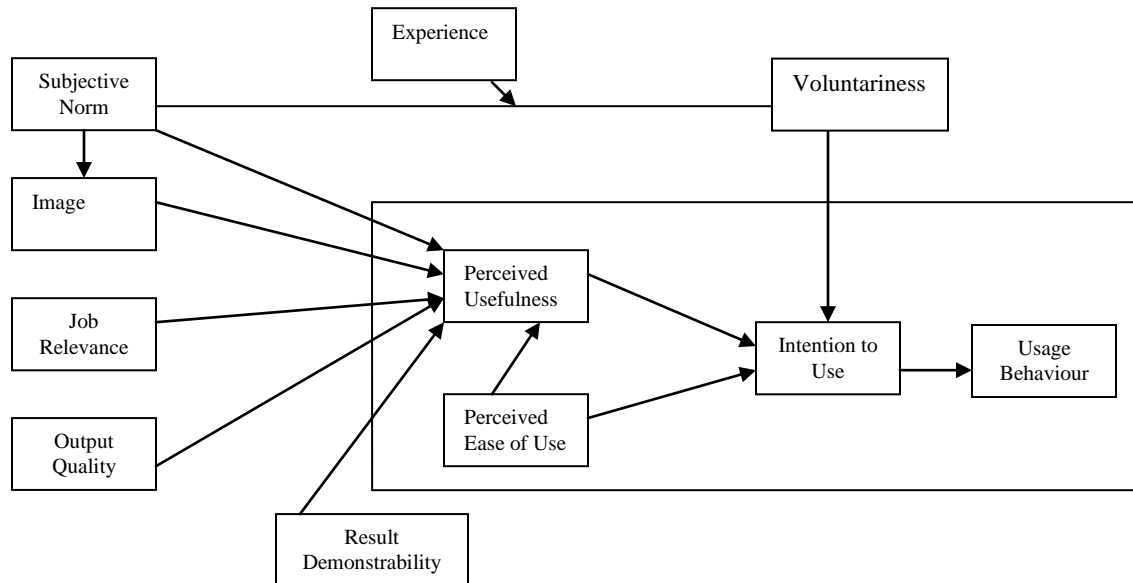 Experience
Subjective
Norm
Voluntariness
Image
Perceived
Usefulness
Job
Relevance
Intention to
Use
Usage
Behaviour
Perceived
Ease of Use
Output
Quality
Result
Demonstrability